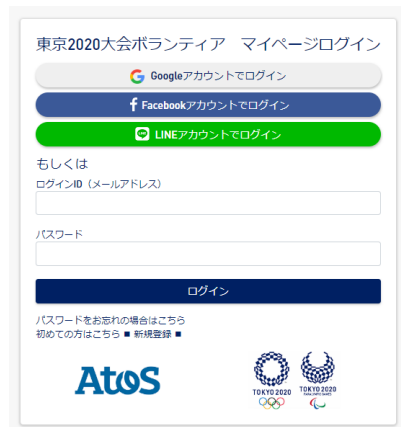 東京2020大会ボランティア　マイページログイン
Googleアカウントでログイン
Facebookアカウントでログイン
LINEアカウントでログイン
もしくは
ログインID（メールアドレス）
パスワード
ログイン
パスワードをお忘れの場合はこちら
初めての方はこちら ■ 新規登録 ■
Atos
TOKYO 2020
TOKYO 2020
PARALYMPIC GAMES